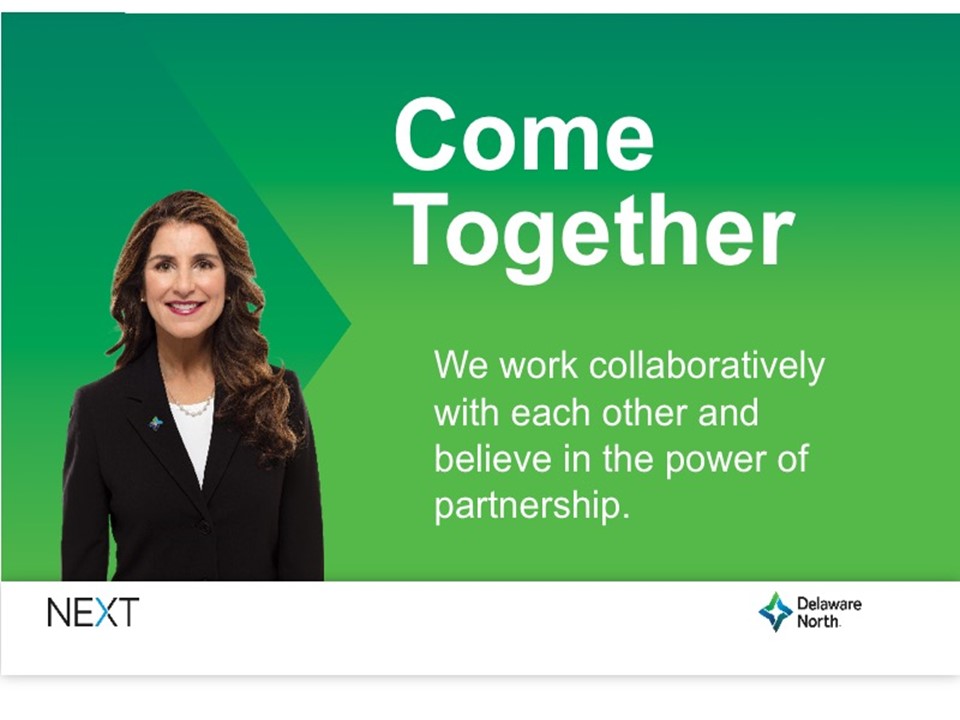 Come
Together
We work collaboratively
with each other and
believe in the power of
partnership.
NEXT
Delaware
North